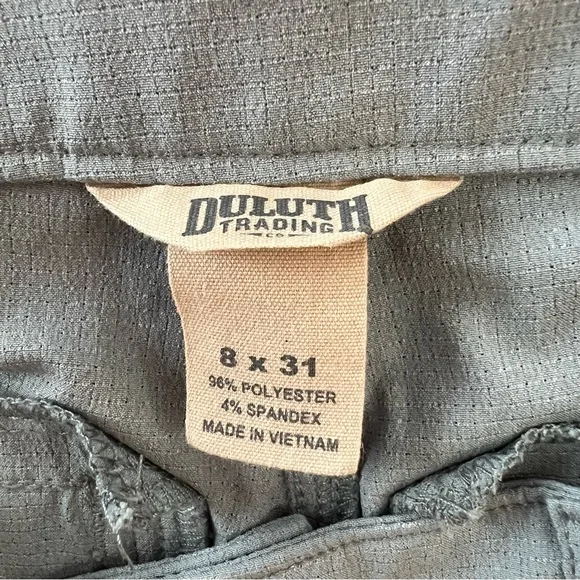 DULUTH
TRADING
CO
8 x 31
96% POLYESTER
4% SPANDEX
MADE IN VIETNAM